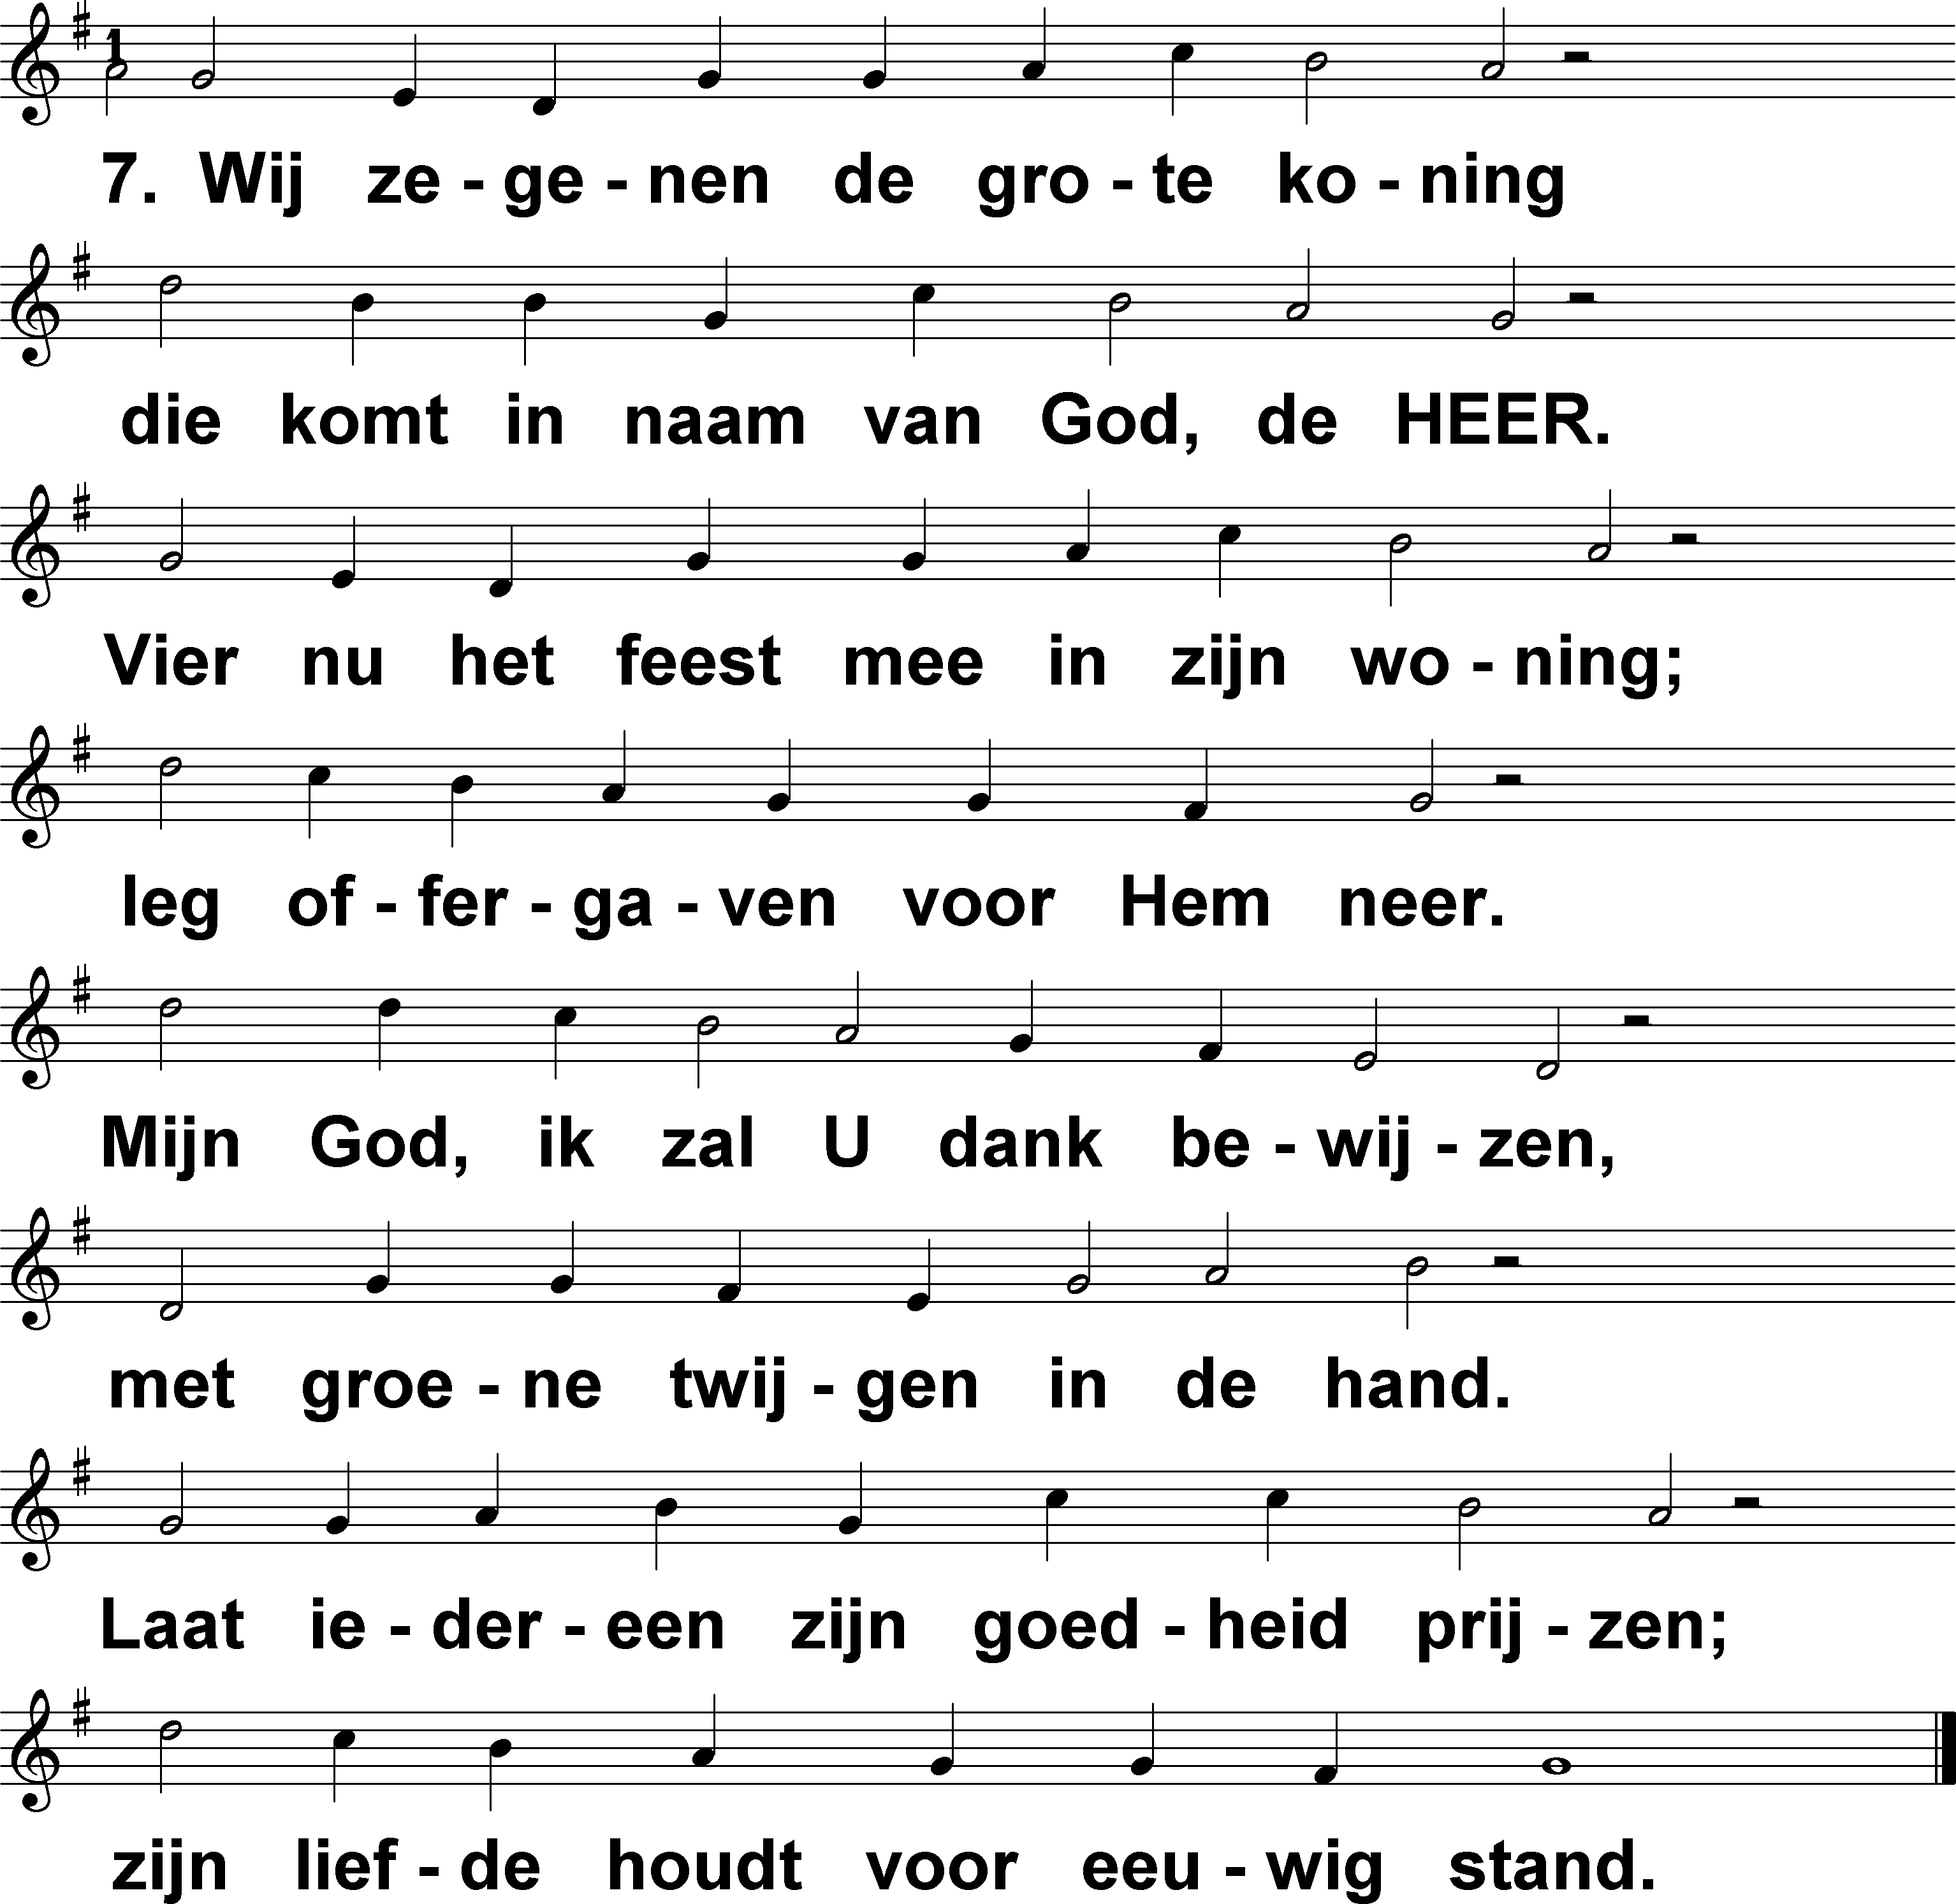 1
7. Wij ze - ge - nen de gro - te ko - ning
die komt in naam van God, de HEER.
Vier nu het feest mee in zijn wo - ning;
leg of - fer - ga - ven voor Hem neer.
Mijn God, ik zal U dank be - wij - zen,
met groe - ne twij - gen in de hand.
Laat ie - der - een zijn goed - heid prij - zen;
zijn lief - de houdt voor eeu - wig stand.